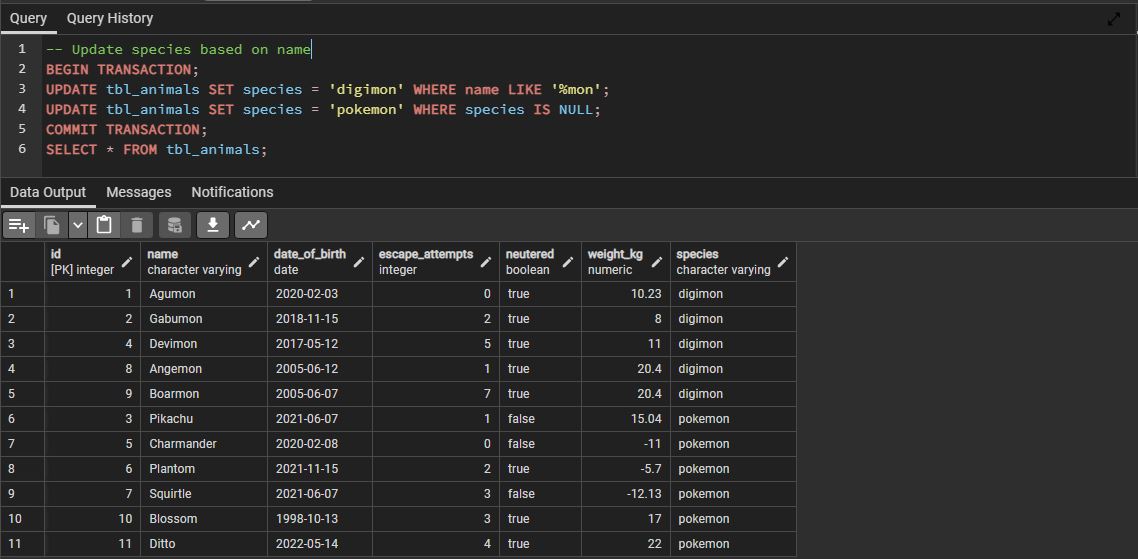 Query Query History
1 -- Update species based on name
2 BEGIN TRANSACTION;
3 UPDATE tbl_animals SET species = 'digimon' WHERE name LIKE '%mon';
4 UPDATE tbl_animals SET species = 'pokemon' WHERE species IS NULL;
5 COMMIT TRANSACTION;
6 SELECT * FROM tbl_animals;
Data Output Messages Notifications
id name date_of_birth escape_attempts neutered weight_kg species
[PK] integer character varying date integer boolean numeric character varying
1 1 Agumon 2020-02-03 0 true 10.23 digimon
2 2 Gabumon 2018-11-15 2 true 8 digimon
3 4 Devimon 2017-05-12 5 true 11 digimon
4 8 Angemon 2005-06-12 1 true 20.4 digimon
5 9 Boarmon 2005-06-07 7 true 20.4 digimon
6 3 Pikachu 2021-06-07 1 false 15.04 pokemon
7 5 Charmander 2020-02-08 0 false -11 pokemon
8 6 Plantom 2021-11-15 2 true -5.7 pokemon
9 7 Squirtle 2021-06-07 3 false -12.13 pokemon
10 10 Blossom 1998-10-13 3 true 17 pokemon
11 11 Ditto 2022-05-14 4 true 22 pokemon